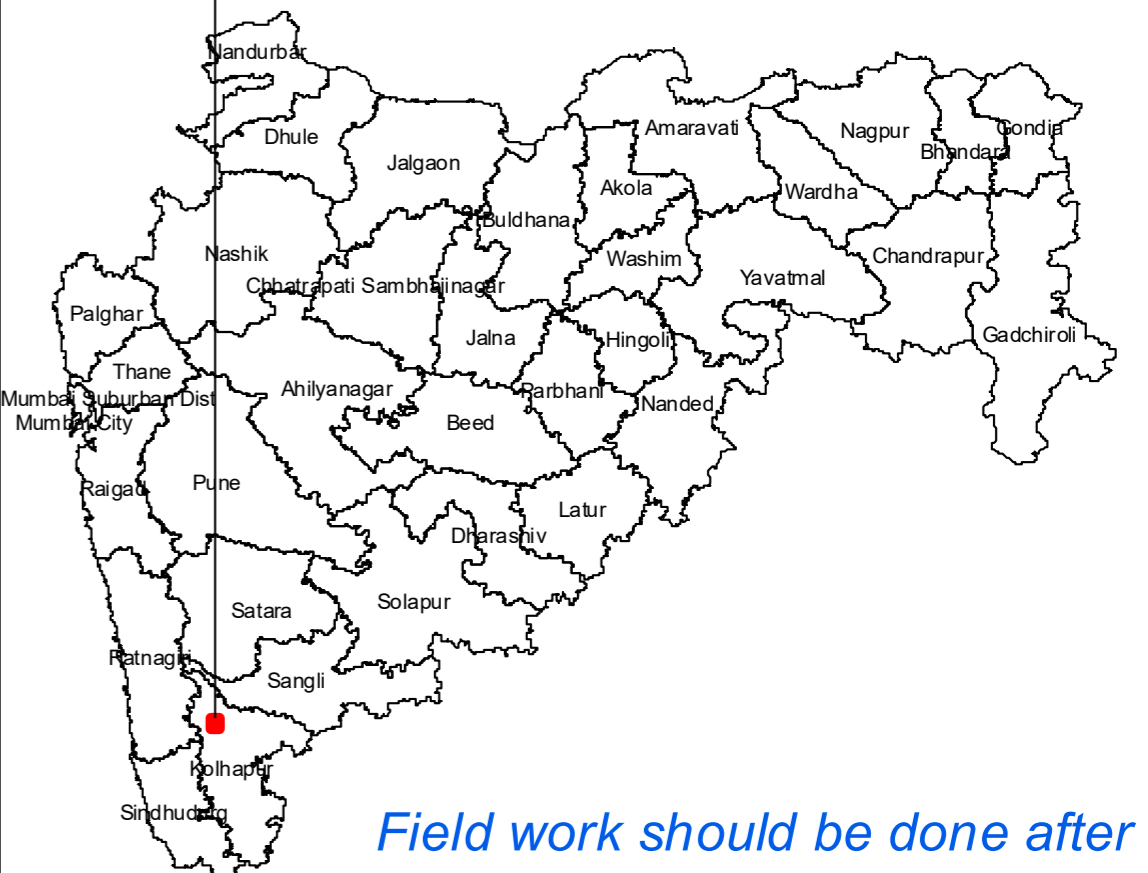 Nandurbar
Dhule
Jalgaon
Amaravati
Nagpur
Gondia
Bhandara
Akola
Wardha
Buldhana
Nashik
Washim
Chandrapur
Chhatrapati Sambhajinagar
Yavatmal
Palghar
Jalna
Hingoli
Gadchiroli
Thane
Ahilyanagar
Parbhani
Mumbai Suburban Dist
Nanded
Mumbai City
Beed
Raigad
Pune
Latur
Dharashiv
Satara
Solapur
Ratnagiri
Sangli
Kolhapur
Sindhudurg
Field work should be done after